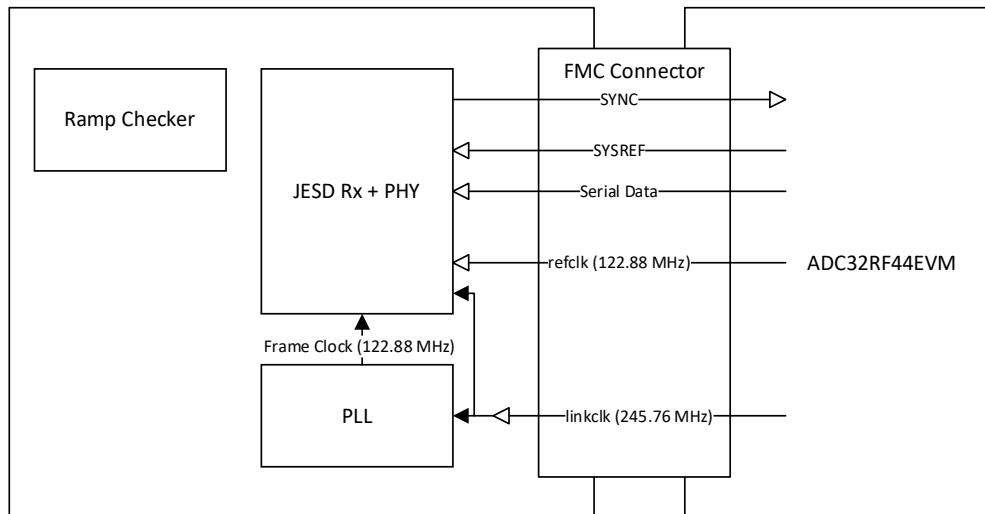 FMC Connector
SYNC
Ramp Checker
SYSREF
JESD Rx + PHY
Serial Data
refclk (122.88 MHz)
ADC32RF44EVM
Frame Clock (122.88 MHz)
PLL
linkclk (245.76 MHz)